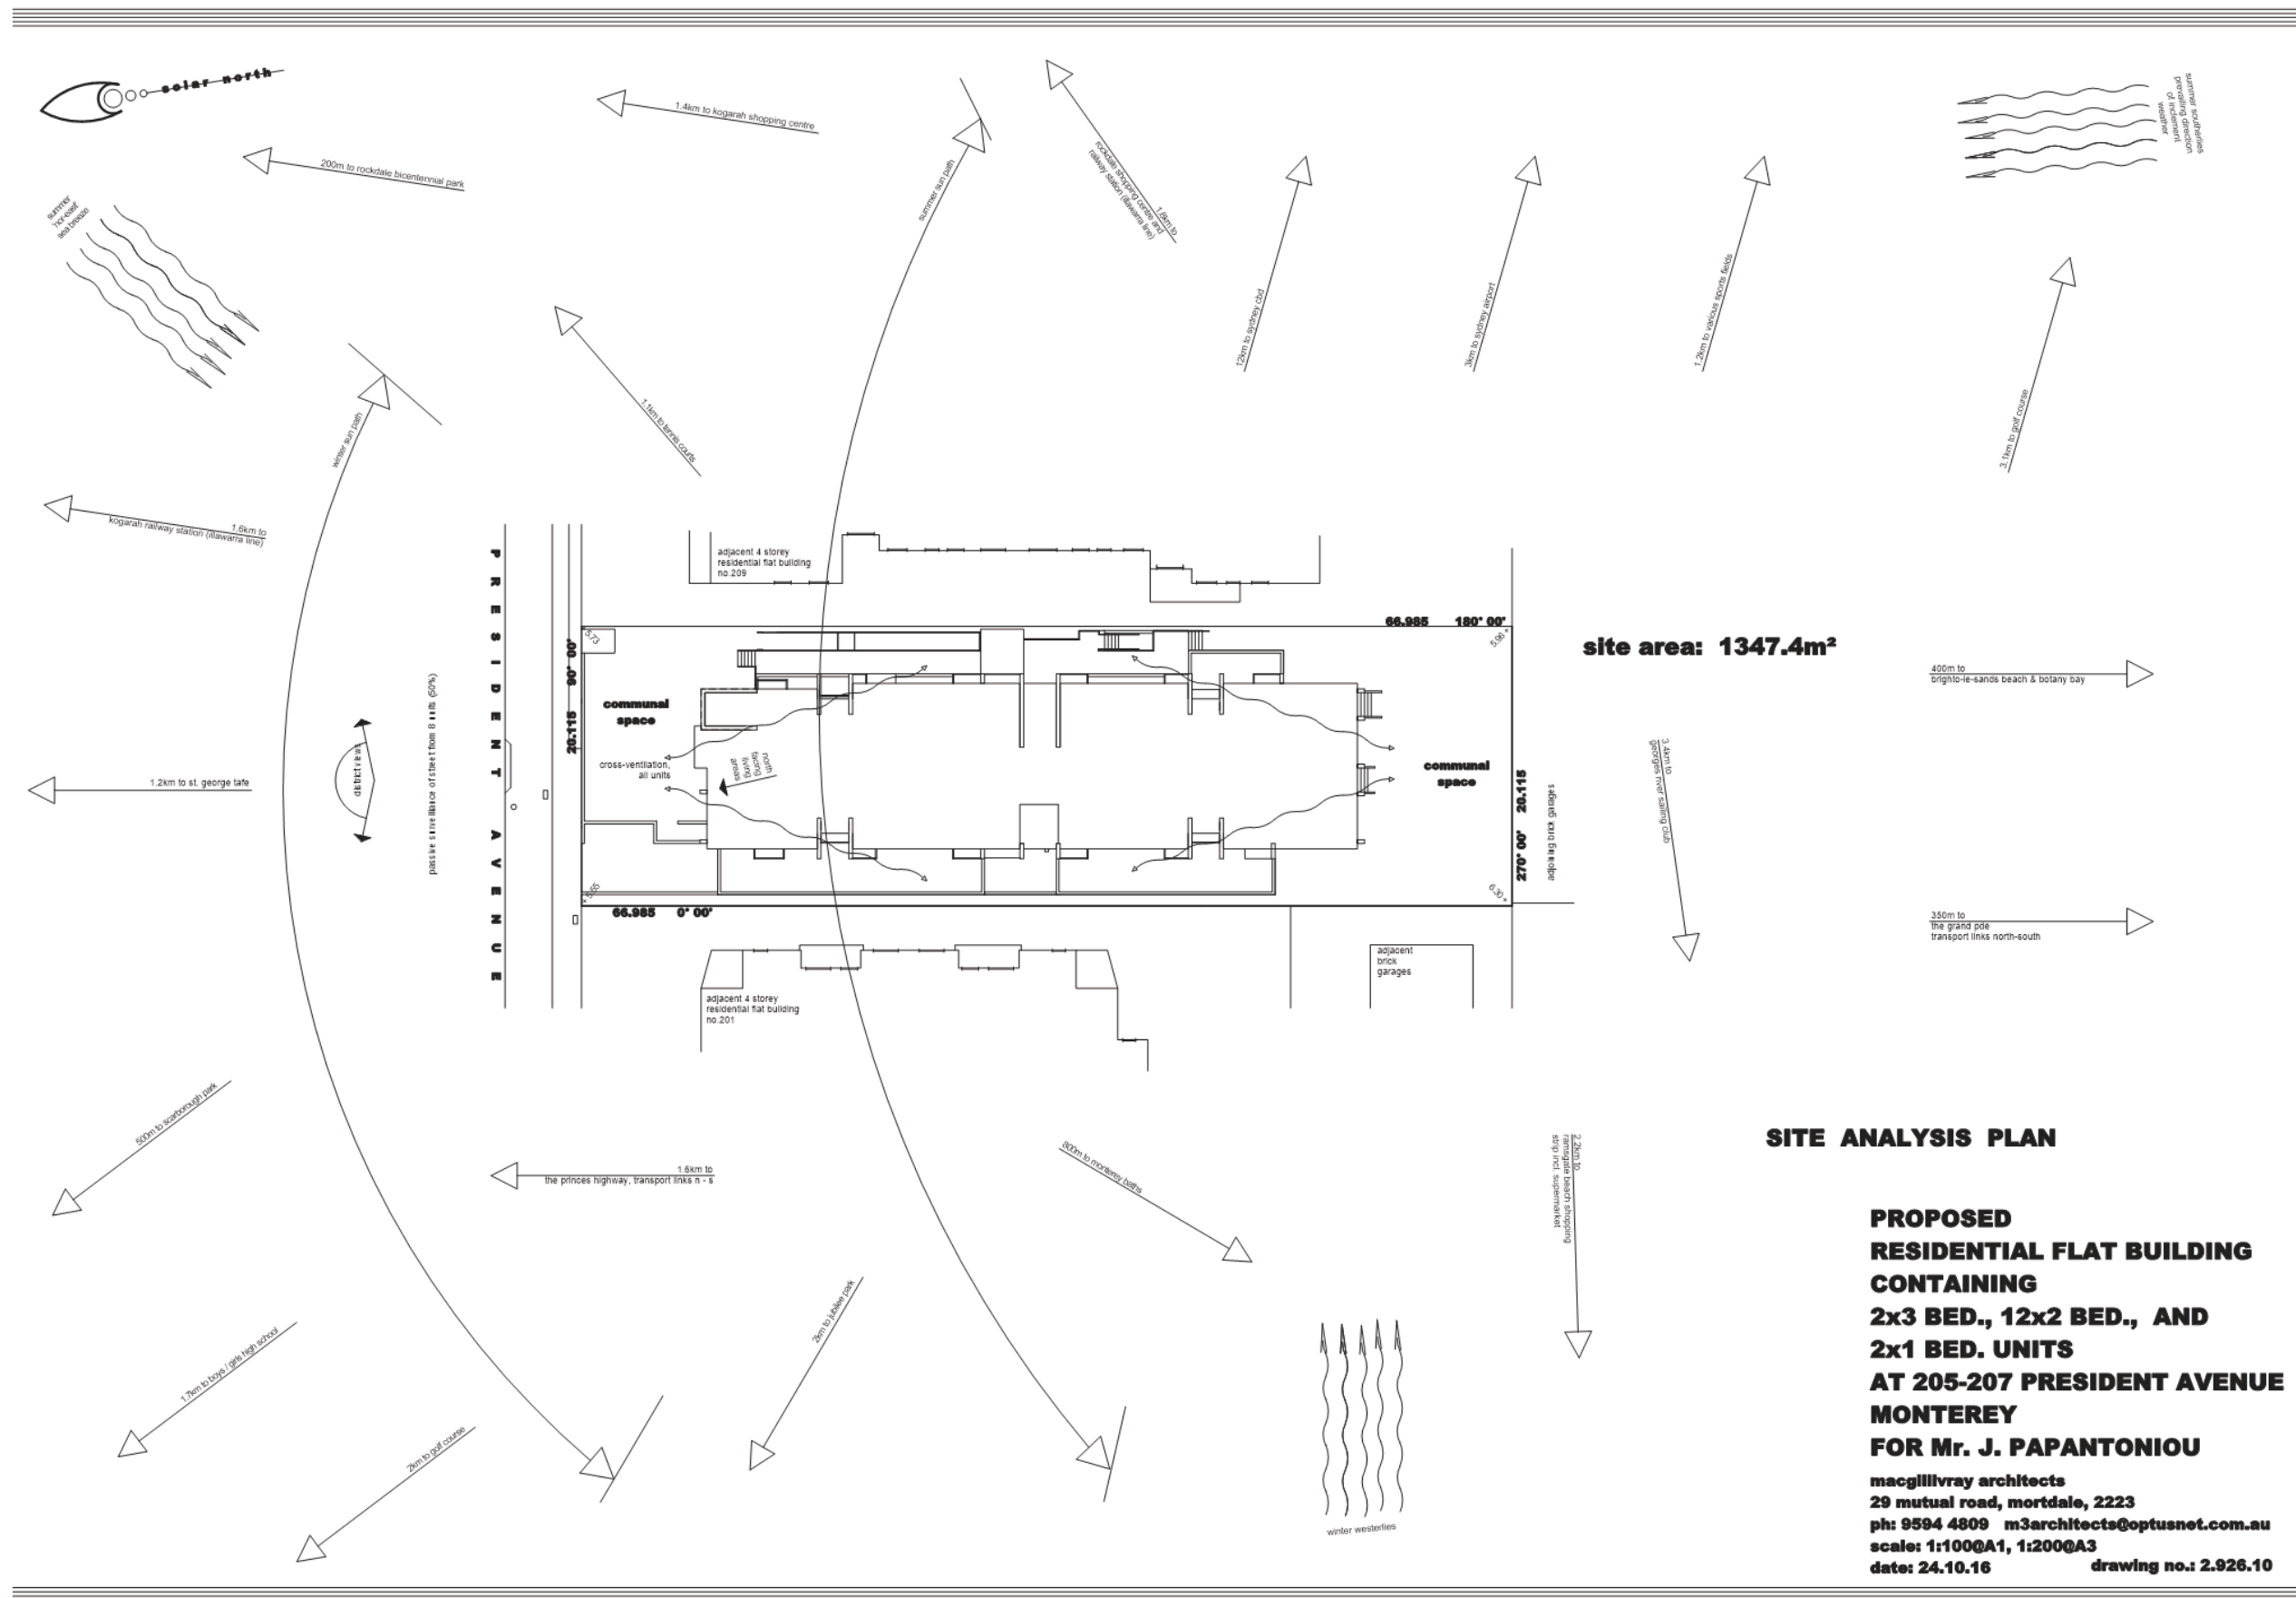 solar north
summer
'nor-east'
sea breeze
200m to rockdale bicentennial park
1.4km to kogarah shopping centre
summer sun path
1.8km to
rockdale shopping centre and
railway station (illawarra line)
summer southerlies
prevailing direction
of inclement
weather
12km to sydney cbd
3km to sydney airport
1.2km to various sports fields
3.1km to golf course
1.1km to tennis courts
winter sun path
1.6km to
kogarah railway station (illawarra line)
PRESIDENT AVENUE
adjacent 4 storey
residential flat building
no.209
66.985 180° 00'
5.73
5.96
90° 00'
20.115
site area: 1347.4m²
400m to
brighto-le-sands beach & botany bay
communal
space
cross-ventilation,
all units
north
facing
living
areas
communal
space
3.4km to
georges river sailing club
district views
passive surveillance of street from 8 units (50%)
1.2km to st. george tafe
20.115
270° 00'
adjoining brick garages
5.65
6.30
66.985 0° 00'
350m to
the grand pde
transport links north-south
adjacent
brick
garages
adjacent 4 storey
residential flat building
no.201
500m to scarborough park
1.6km to
the princes highway, transport links n - s
800m to monterey baths
2.2km to
ramsgate beach shopping
strip incl. supermarket
2km to jubilee park
1.7km to boys / girls high school
2km to golf course
winter westerlies
SITE ANALYSIS PLAN
PROPOSED
RESIDENTIAL FLAT BUILDING
CONTAINING
2x3 BED., 12x2 BED., AND
2x1 BED. UNITS
AT 205-207 PRESIDENT AVENUE
MONTEREY
FOR Mr. J. PAPANTONIOU
macgillivray architects
29 mutual road, mortdale, 2223
ph: 9594 4809 m3architects@optusnet.com.au
scale: 1:100@A1, 1:200@A3
date: 24.10.16 drawing no.: 2.926.10